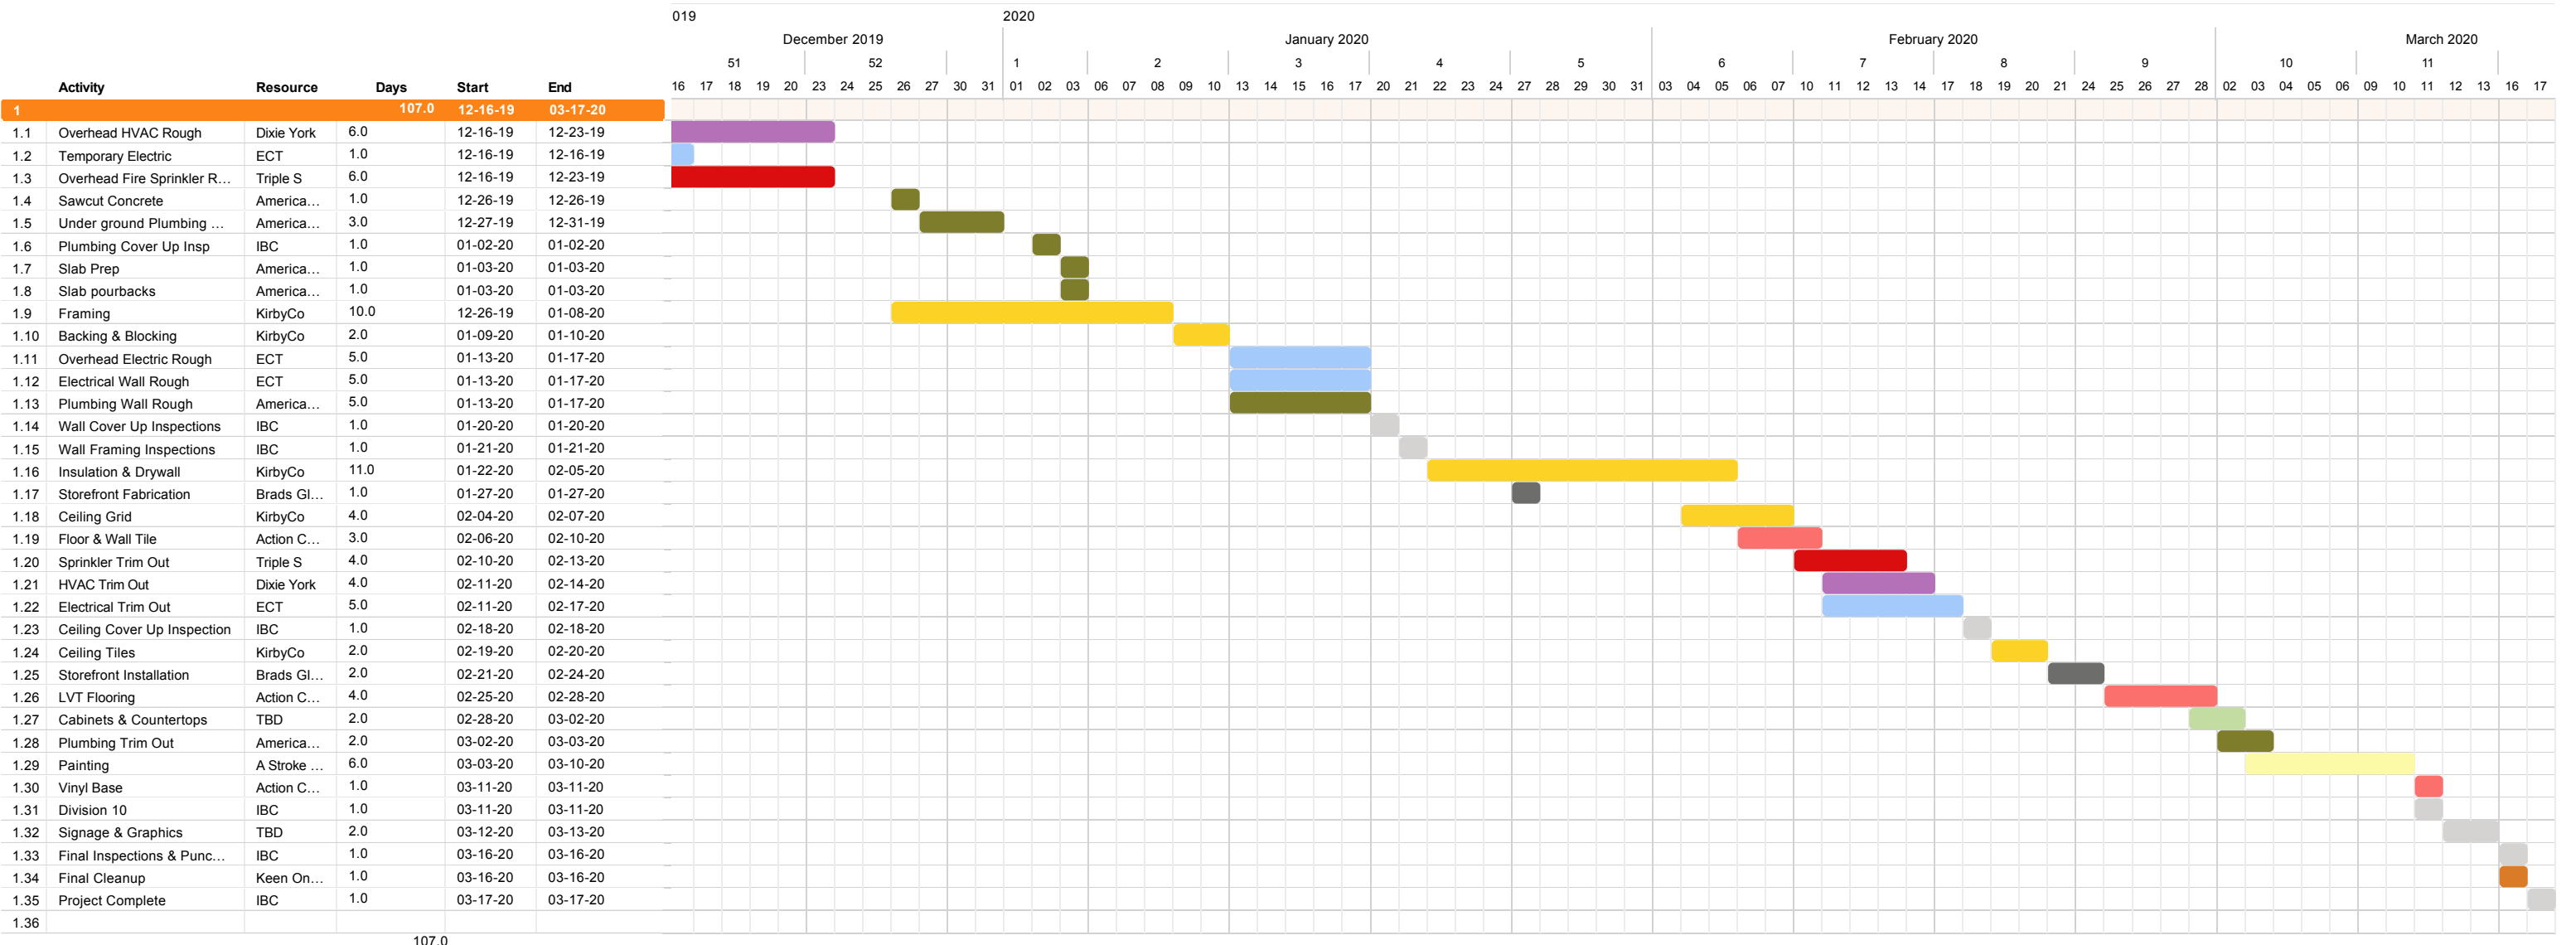 019 2020
December 2019 January 2020 February 2020 March 2020
51 52 1 2 3 4 5 6 7 8 9 10 11
Activity Resource Days Start End 16 17 18 19 20 23 24 25 26 27 30 31 01 02 03 06 07 08 09 10 13 14 15 16 17 20 21 22 23 24 27 28 29 30 31 03 04 05 06 07 10 11 12 13 14 17 18 19 20 21 24 25 26 27 28 02 03 04 05 06 09 10 11 12 13 16 17
1 107.0 12-16-19 03-17-20
1.1 Overhead HVAC Rough Dixie York 6.0 12-16-19 12-23-19
1.2 Temporary Electric ECT 1.0 12-16-19 12-16-19
1.3 Overhead Fire Sprinkler R... Triple S 6.0 12-16-19 12-23-19
1.4 Sawcut Concrete America... 1.0 12-26-19 12-26-19
1.5 Under ground Plumbing ... America... 3.0 12-27-19 12-31-19
1.6 Plumbing Cover Up Insp IBC 1.0 01-02-20 01-02-20
1.7 Slab Prep America... 1.0 01-03-20 01-03-20
1.8 Slab pourbacks America... 1.0 01-03-20 01-03-20
1.9 Framing KirbyCo 10.0 12-26-19 01-08-20
1.10 Backing & Blocking KirbyCo 2.0 01-09-20 01-10-20
1.11 Overhead Electric Rough ECT 5.0 01-13-20 01-17-20
1.12 Electrical Wall Rough ECT 5.0 01-13-20 01-17-20
1.13 Plumbing Wall Rough America... 5.0 01-13-20 01-17-20
1.14 Wall Cover Up Inspections IBC 1.0 01-20-20 01-20-20
1.15 Wall Framing Inspections IBC 1.0 01-21-20 01-21-20
1.16 Insulation & Drywall KirbyCo 11.0 01-22-20 02-05-20
1.17 Storefront Fabrication Brads Gl... 1.0 01-27-20 01-27-20
1.18 Ceiling Grid KirbyCo 4.0 02-04-20 02-07-20
1.19 Floor & Wall Tile Action C... 3.0 02-06-20 02-10-20
1.20 Sprinkler Trim Out Triple S 4.0 02-10-20 02-13-20
1.21 HVAC Trim Out Dixie York 4.0 02-11-20 02-14-20
1.22 Electrical Trim Out ECT 5.0 02-11-20 02-17-20
1.23 Ceiling Cover Up Inspection IBC 1.0 02-18-20 02-18-20
1.24 Ceiling Tiles KirbyCo 2.0 02-19-20 02-20-20
1.25 Storefront Installation Brads Gl... 2.0 02-21-20 02-24-20
1.26 LVT Flooring Action C... 4.0 02-25-20 02-28-20
1.27 Cabinets & Countertops TBD 2.0 02-28-20 03-02-20
1.28 Plumbing Trim Out America... 2.0 03-02-20 03-03-20
1.29 Painting A Stroke ... 6.0 03-03-20 03-10-20
1.30 Vinyl Base Action C... 1.0 03-11-20 03-11-20
1.31 Division 10 IBC 1.0 03-11-20 03-11-20
1.32 Signage & Graphics TBD 2.0 03-12-20 03-13-20
1.33 Final Inspections & Punc... IBC 1.0 03-16-20 03-16-20
1.34 Final Cleanup Keen On... 1.0 03-16-20 03-16-20
1.35 Project Complete IBC 1.0 03-17-20 03-17-20
1.36
107.0